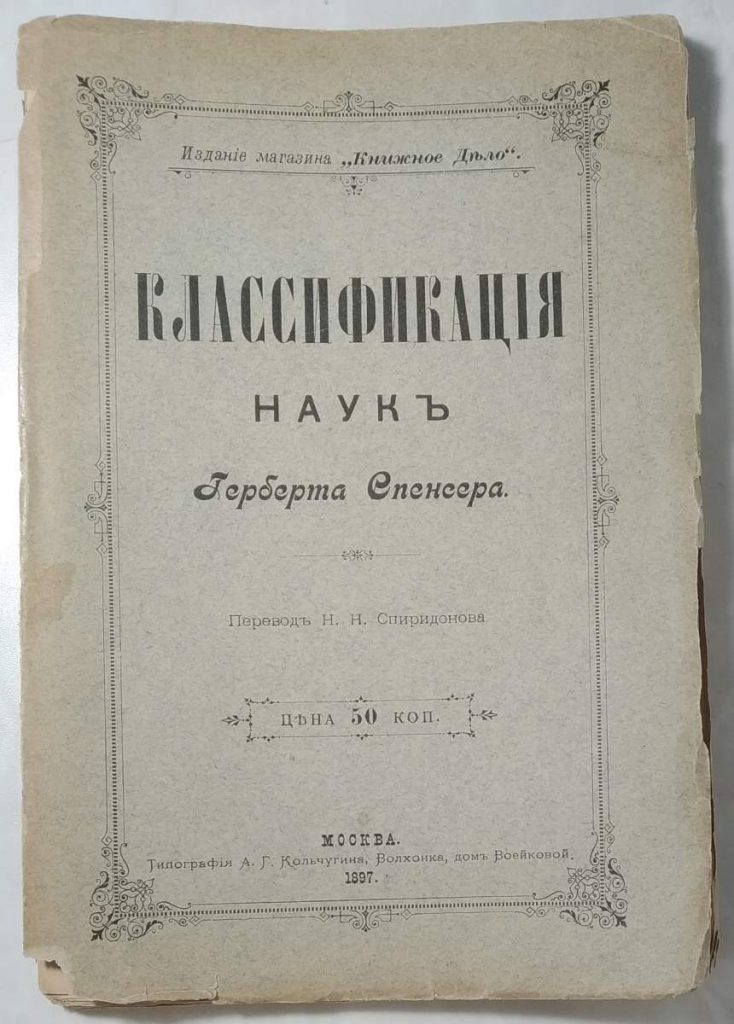 Изданіе магазина „Книжное Дѣло“.
КЛАССИФИКАЦІЯ
НАУКЪ
Герберта Спенсера.
Переводъ Н. Н. Спиридонова
ЦѢНА 50 КОП.
МОСКВА.
Типографія А. Г. Кольчугина, Волхонка, домъ Воейковой.
1897.